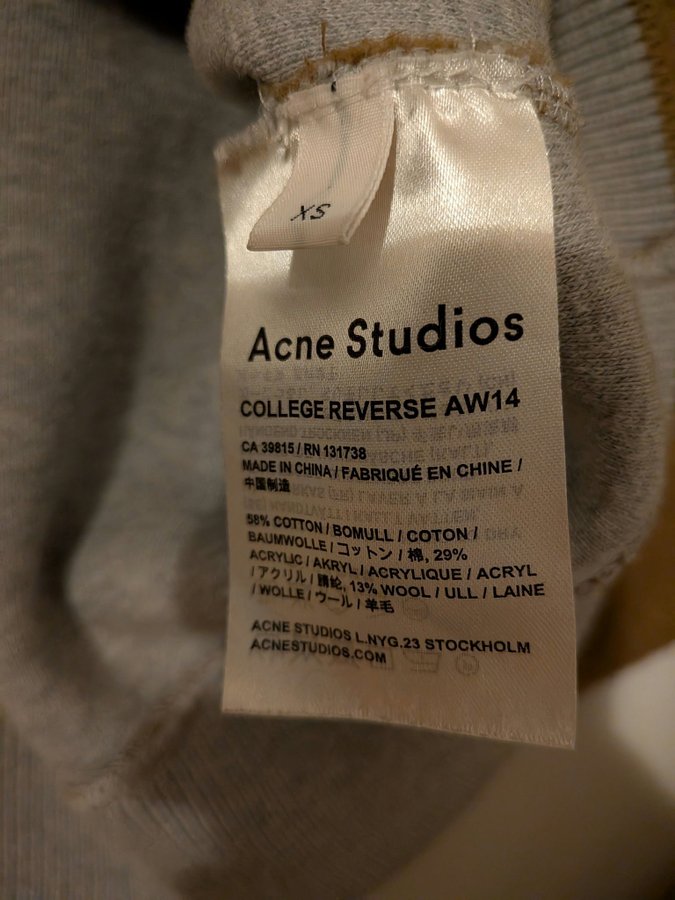 XS
Acne Studios
COLLEGE REVERSE AW14
CA 39815 / RN 131738
MADE IN CHINA / FABRIQUÉ EN CHINE /
中国制造
58% COTTON / BOMULL / COTON /
BAUMWOLLE / コットン / 棉, 29%
ACRYLIC / AKRYL / ACRYLIQUE / ACRYL
/ アクリル / 腈纶, 13% WOOL / ULL / LAINE
/ WOLLE / ウール / 羊毛
ACNE STUDIOS L.NYG.23 STOCKHOLM
ACNESTUDIOS.COM